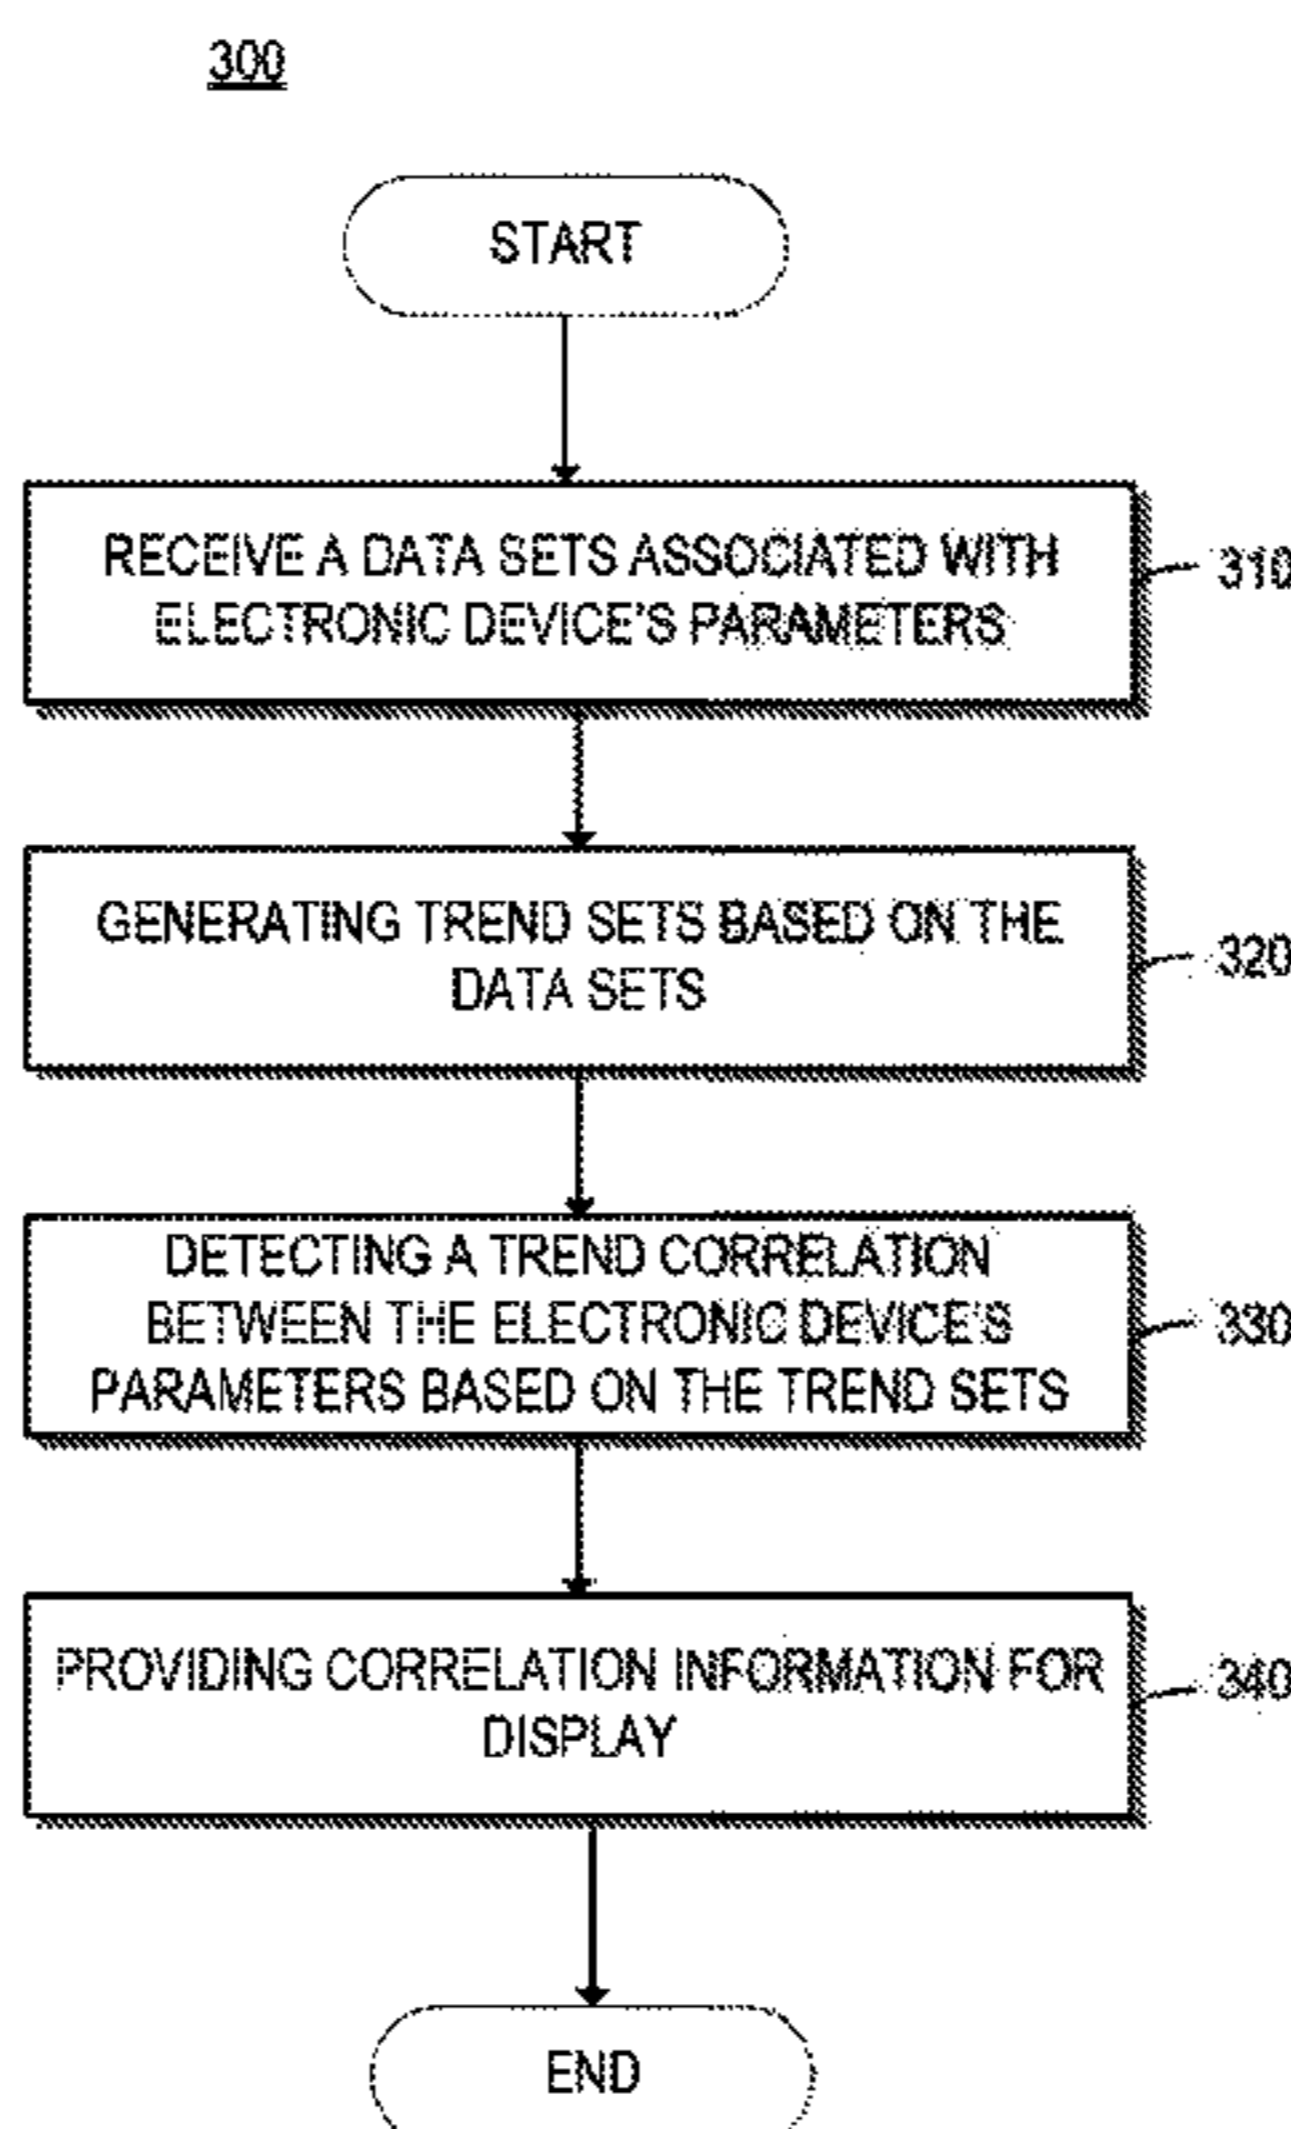 300
START
RECEIVE A DATA SETS ASSOCIATED WITH
ELECTRONIC DEVICE'S PARAMETERS
310
GENERATING TREND SETS BASED ON THE
DATA SETS
320
DETECTING A TREND CORRELATION
BETWEEN THE ELECTRONIC DEVICE'S
PARAMETERS BASED ON THE TREND SETS
330
PROVIDING CORRELATION INFORMATION FOR
DISPLAY
340
END